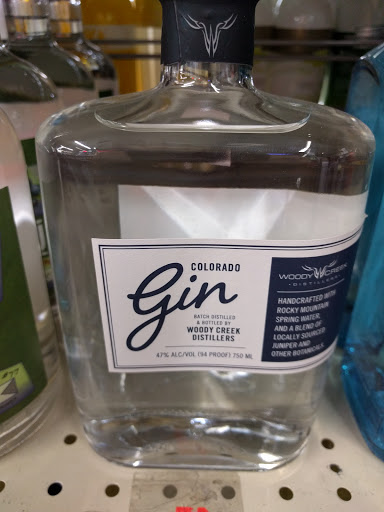 COLORADO
Gin
BATCH DISTILLED
& BOTTLED BY
WOODY CREEK
DISTILLERS
47% ALC/VOL (94 PROOF) 750 ML
WOODY CREEK
DISTILLERS
HANDCRAFTED WITH
ROCKY MOUNTAIN
SPRING WATER,
AND A BLEND OF
LOCALLY SOURCED
JUNIPER AND
OTHER BOTANICALS.